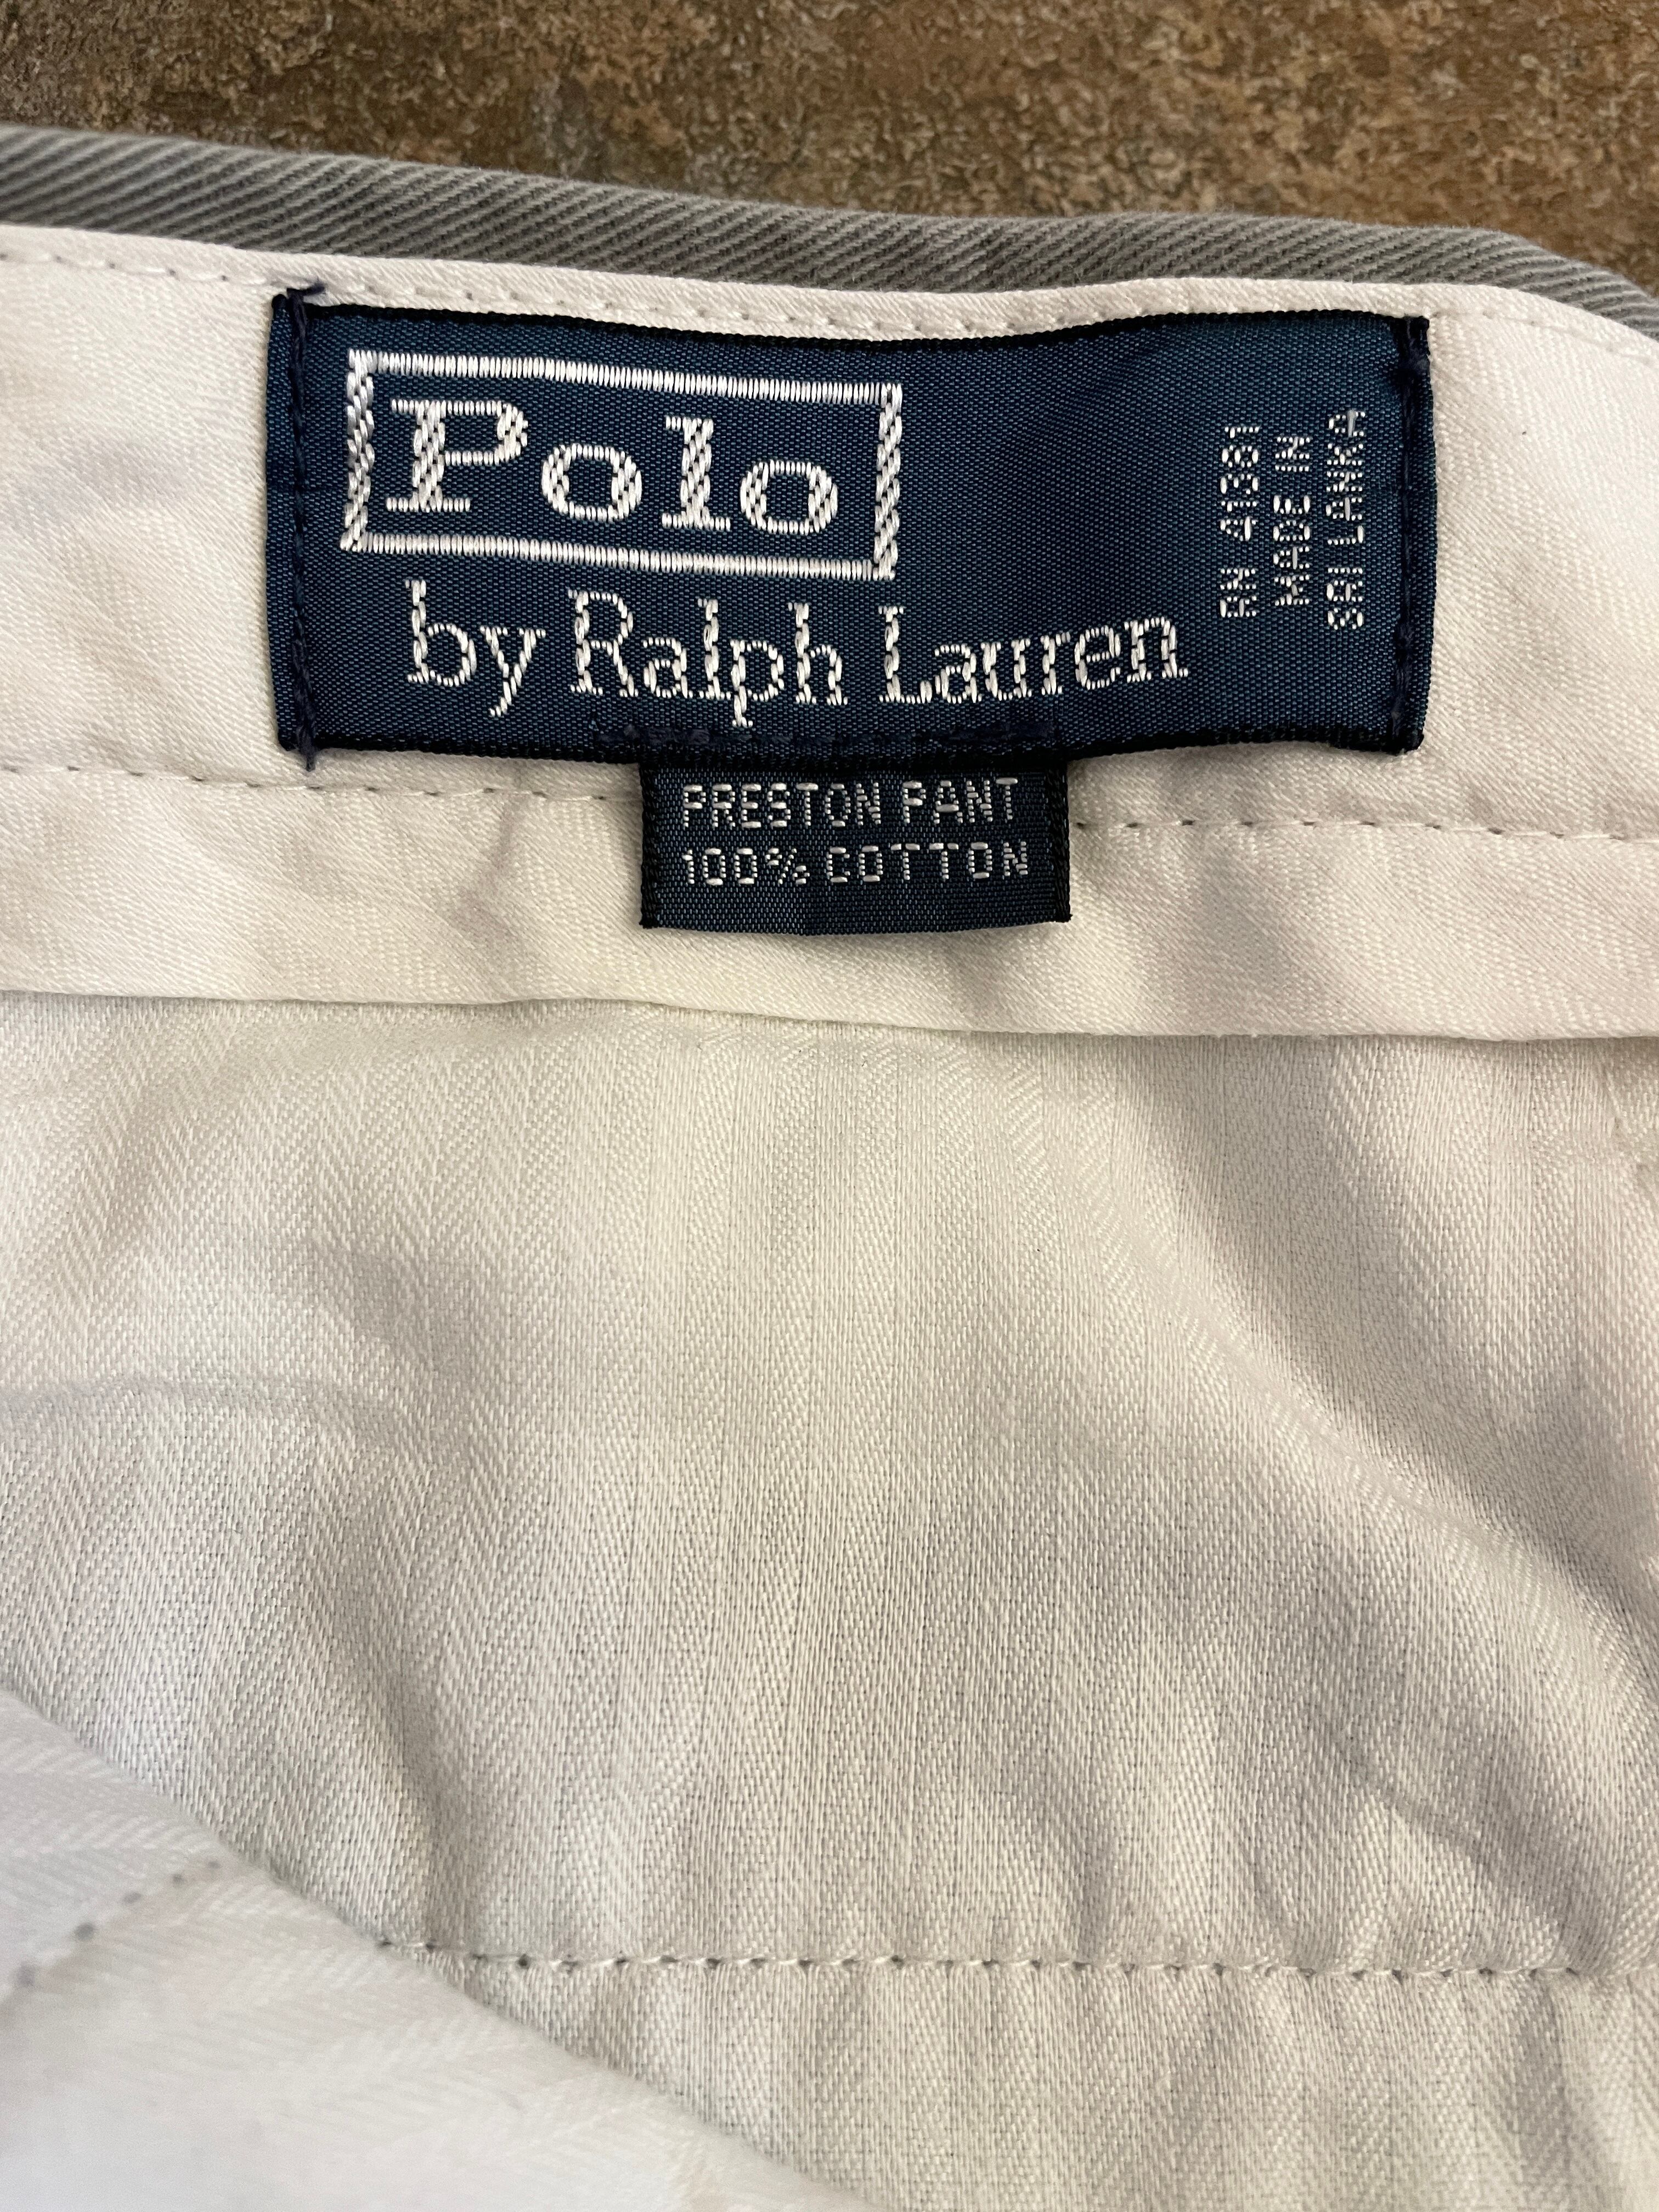 Polo
by Ralph Lauren
RN 41381
MADE IN
SRI LANKA
PRESTON PANT
100% COTTON